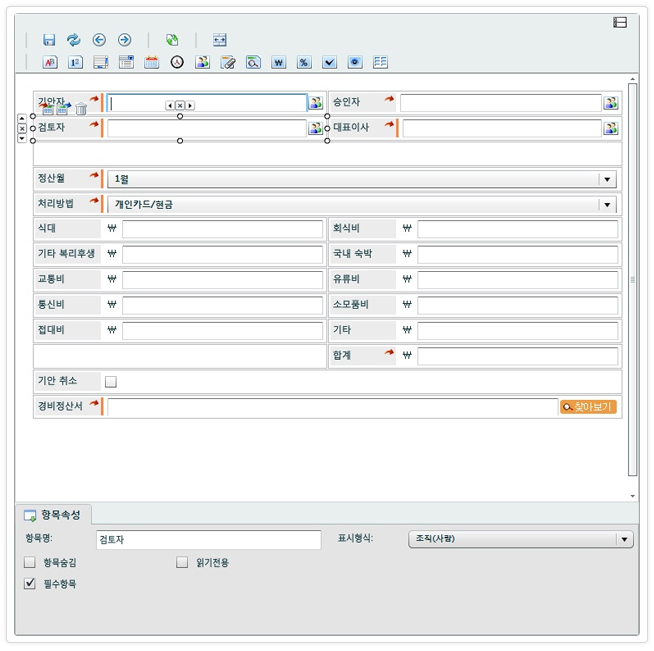 기안자 승인자
검토자 대표이사
정산월 1월
처리방법 개인카드/현금
식대 ₩ 회식비 ₩
기타 복리후생 ₩ 국내 숙박 ₩
교통비 ₩ 유류비 ₩
통신비 ₩ 소모품비 ₩
접대비 ₩ 기타 ₩
합계 ₩
기안 취소
경비정산서 찾아보기
항목속성
항목명: 검토자 표시형식: 조직(사람)
항목숨김 읽기전용
필수항목